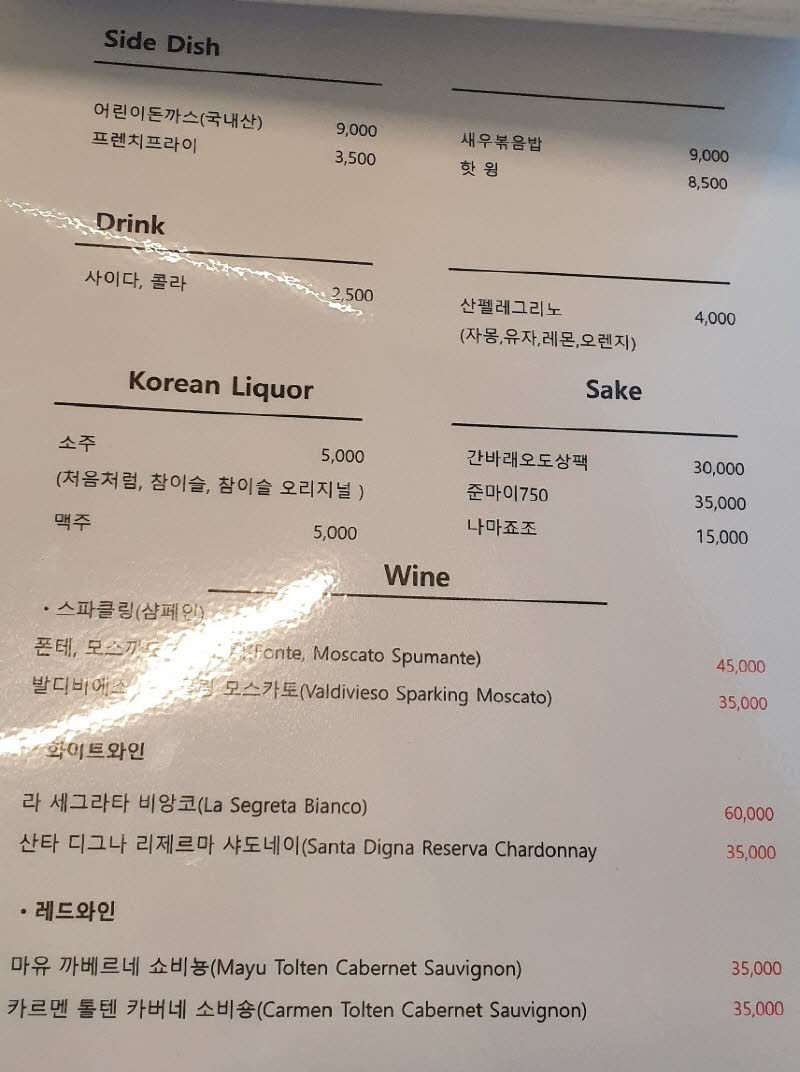 Side Dish
어린이돈까스(국내산) 9,000
프렌치프라이 3,500
새우볶음밥 9,000
핫 윙 8,500
Drink
사이다, 콜라 2,500
산펠레그리노 4,000
(자몽,유자,레몬,오렌지)
Korean Liquor
소주 5,000
(처음처럼, 참이슬, 참이슬 오리지널 )
맥주 5,000
Sake
간바래오도상팩 30,000
준마이750 35,000
나마죠조 15,000
Wine
• 스파클링(샴페인)
폰테, (Fonte, Moscato Spumante) 45,000
모스카토(Valdivieso Sparking Moscato) 35,000
화이트와인
라 세그라타 비앙코(La Segreta Bianco) 60,000
산타 디그나 리제르마 샤도네이(Santa Digna Reserva Chardonnay 35,000
• 레드와인
마유 까베르네 쇼비뇽(Mayu Tolten Cabernet Sauvignon) 35,000
카르멘 톨텐 카버네 소비숑(Carmen Tolten Cabernet Sauvignon) 35,000